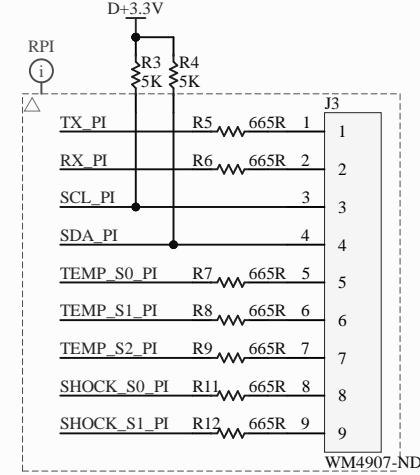 D+3.3V
RPI
i
R3 R4
5K 5K
J3
TX_PI R5 665R 1 1
RX_PI R6 665R 2 2
SCL_PI 3 3
SDA_PI 4 4
TEMP_S0_PI R7 665R 5 5
TEMP_S1_PI R8 665R 6 6
TEMP_S2_PI R9 665R 7 7
SHOCK_S0_PI R11 665R 8 8
SHOCK_S1_PI R12 665R 9 9
WM4907-ND